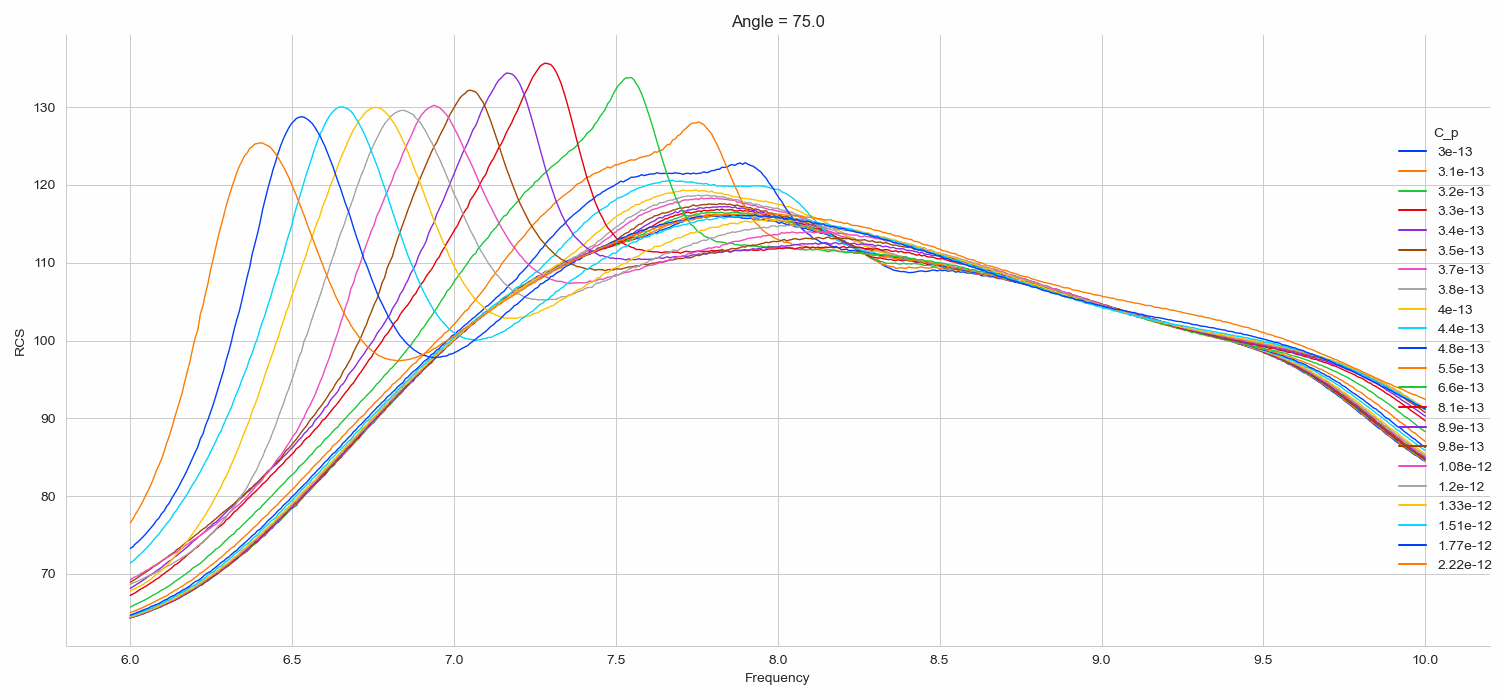 Angle = 75.0
RCS
130
120
110
100
90
80
70
6.0 6.5 7.0 7.5 8.0 8.5 9.0 9.5 10.0
Frequency
C_p
3e-13
3.1e-13
3.2e-13
3.3e-13
3.4e-13
3.5e-13
3.7e-13
3.8e-13
4e-13
4.4e-13
4.8e-13
5.5e-13
6.6e-13
8.1e-13
8.9e-13
9.8e-13
1.08e-12
1.2e-12
1.33e-12
1.51e-12
1.77e-12
2.22e-12